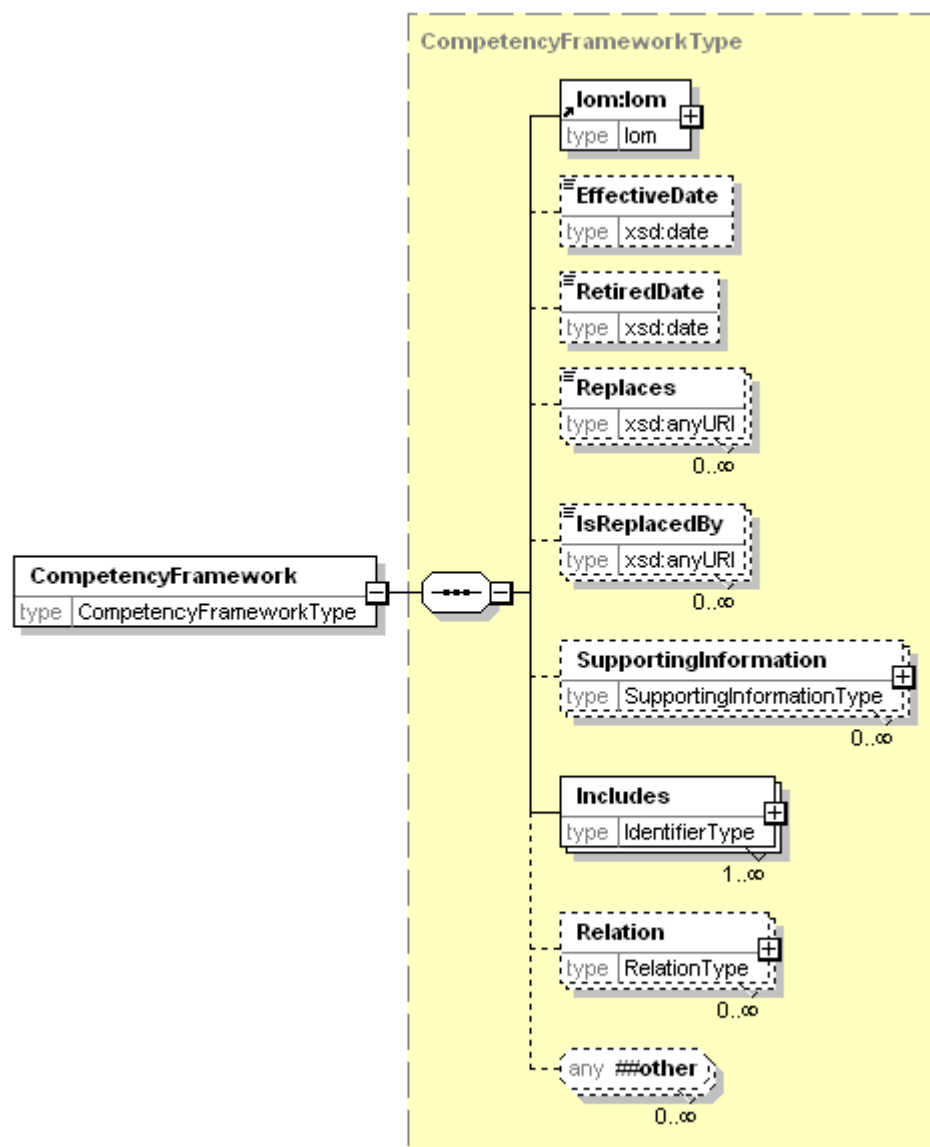 CompetencyFrameworkType
lom:lom
type lom
EffectiveDate
type xsd:date
RetiredDate
type xsd:date
Replaces
type xsd:anyURI
0..∞
IsReplacedBy
type xsd:anyURI
0..∞
CompetencyFramework
type CompetencyFrameworkType
SupportingInformation
type SupportingInformationType
0..∞
Includes
type IdentifierType
1..∞
Relation
type RelationType
0..∞
any ##other
0..∞